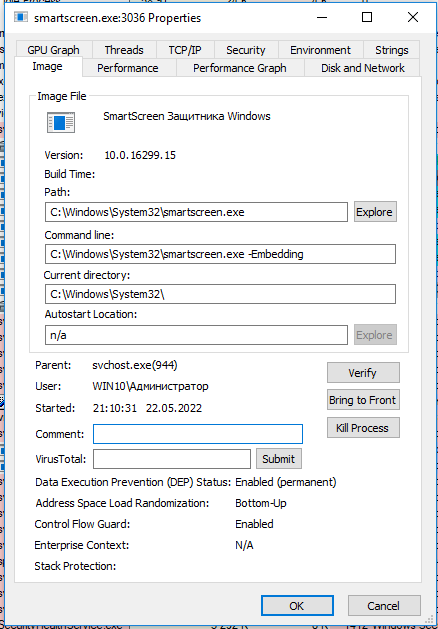 smartscreen.exe:3036 Properties
GPU Graph Threads TCP/IP Security Environment Strings
Image Performance Performance Graph Disk and Network
Image File
SmartScreen Защитника Windows
Version: 10.0.16299.15
Build Time:
Path:
C:\Windows\System32\smartscreen.exe Explore
Command line:
C:\Windows\System32\smartscreen.exe -Embedding
Current directory:
C:\Windows\System32\
Autostart Location:
n/a Explore
Parent: svchost.exe(944)
Verify
User: WIN10\Администратор
Bring to Front
Started: 21:10:31 22.05.2022
Kill Process
Comment:
VirusTotal: Submit
Data Execution Prevention (DEP) Status: Enabled (permanent)
Address Space Load Randomization: Bottom-Up
Control Flow Guard: Enabled
Enterprise Context: N/A
Stack Protection:
OK Cancel